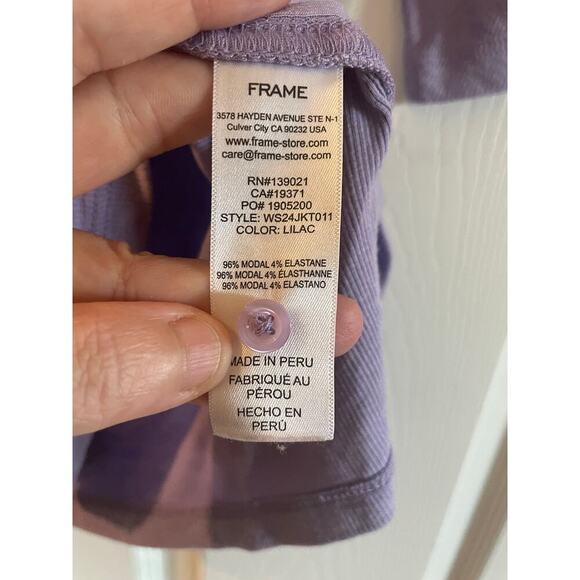 FRAME
3578 HAYDEN AVENUE STE N-1
Culver City CA 90232 USA
www.frame-store.com
care@frame-store.com
RN#139021
CA#19371
PO# 1905200
STYLE: WS24JKT011
COLOR: LILAC
96% MODAL 4% ELASTANE
96% MODAL 4% ÉLASTHANNE
96% MODAL 4% ELASTANO
MADE IN PERU
FABRIQUÉ AU
PÉROU
HECHO EN
PERÚ